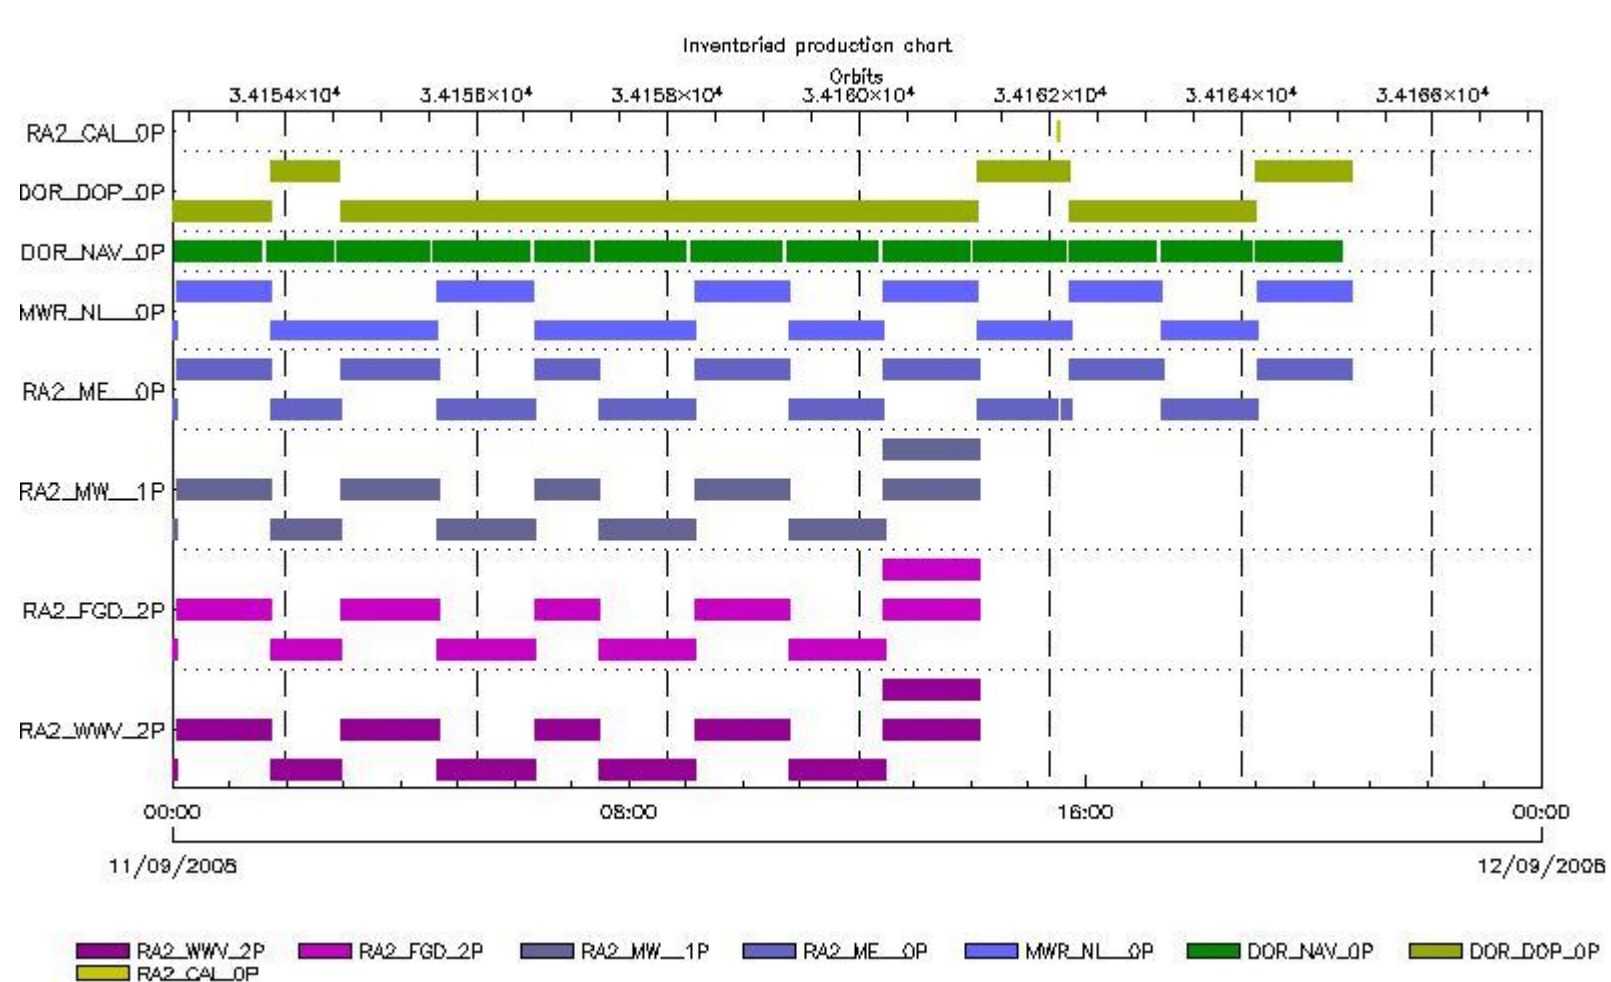 Inventoried production chart
Orbits
3.4154×10⁴ 3.4156×10⁴ 3.4158×10⁴ 3.4160×10⁴ 3.4162×10⁴ 3.4164×10⁴ 3.4166×10⁴
RA2_CAL_0P
DOR_DOP_0P
DOR_NAV_0P
MWR_NL__0P
RA2_ME__0P
RA2_MW__1P
RA2_FGD_2P
RA2_WWV_2P
00:00 08:00 16:00 00:00
11/09/2008 12/09/2008
RA2_WWV_2P RA2_FGD_2P RA2_MW__1P RA2_ME__0P MWR_NL__0P DOR_NAV_0P DOR_DOP_0P
RA2_CAL_0P